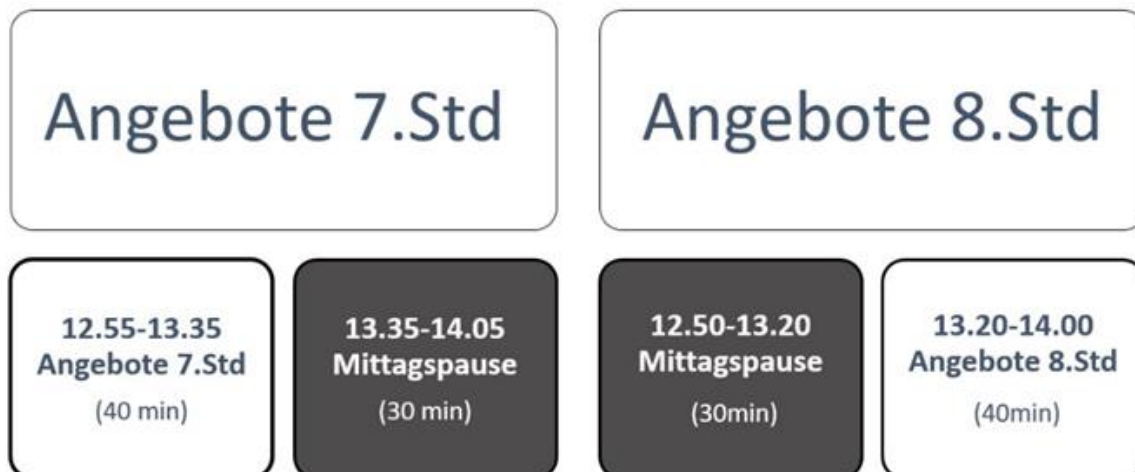 Angebote 7.Std
Angebote 8.Std
12.55-13.35
Angebote 7.Std
(40 min)
13.35-14.05
Mittagspause
(30 min)
12.50-13.20
Mittagspause
(30min)
13.20-14.00
Angebote 8.Std
(40min)